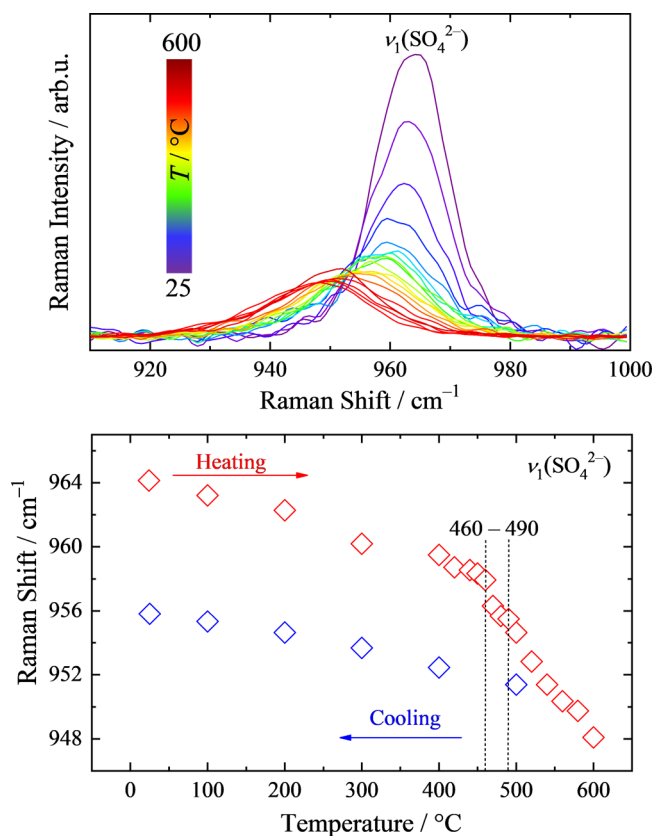 600
ν₁(SO₄²⁻)
T / °C
25
Raman Intensity / arb.u.
920 940 960 980 1000
Raman Shift / cm⁻¹
Heating
ν₁(SO₄²⁻)
460 – 490
964
960
956
952
948
Raman Shift / cm⁻¹
Cooling
0 100 200 300 400 500 600
Temperature / °C